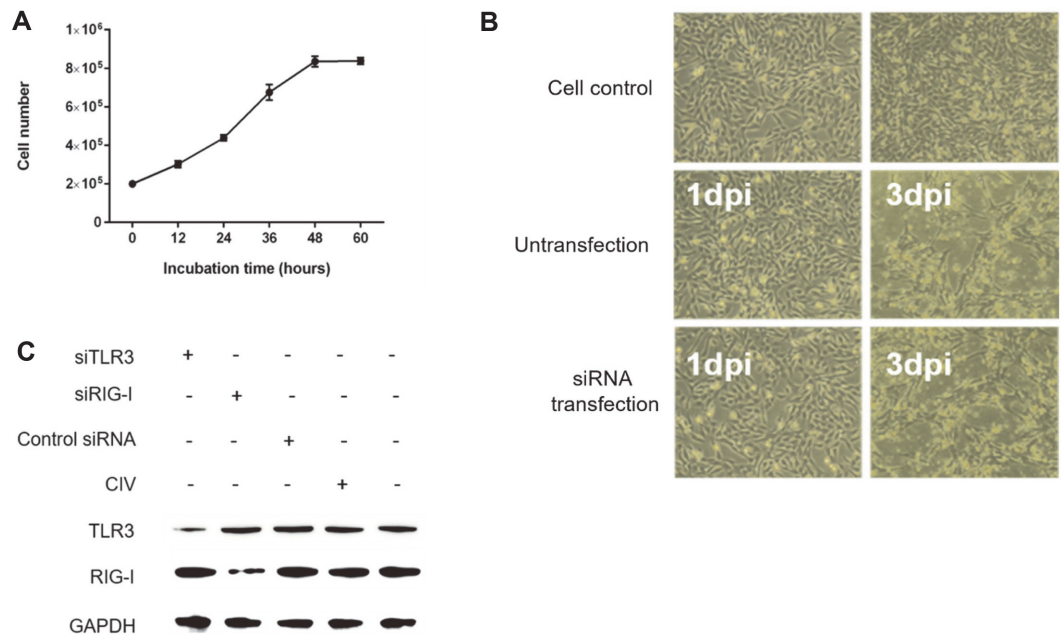 A
1×10⁶
8×10⁵
6×10⁵
4×10⁵
2×10⁵
0
Cell number
0 12 24 36 48 60
Incubation time (hours)
B
Cell control
Untransfection
1dpi 3dpi
siRNA
transfection
1dpi 3dpi
C
siTLR3 + - - - -
siRIG-I - + - - -
Control siRNA - - + - -
CIV - - - + -
TLR3
RIG-I
GAPDH